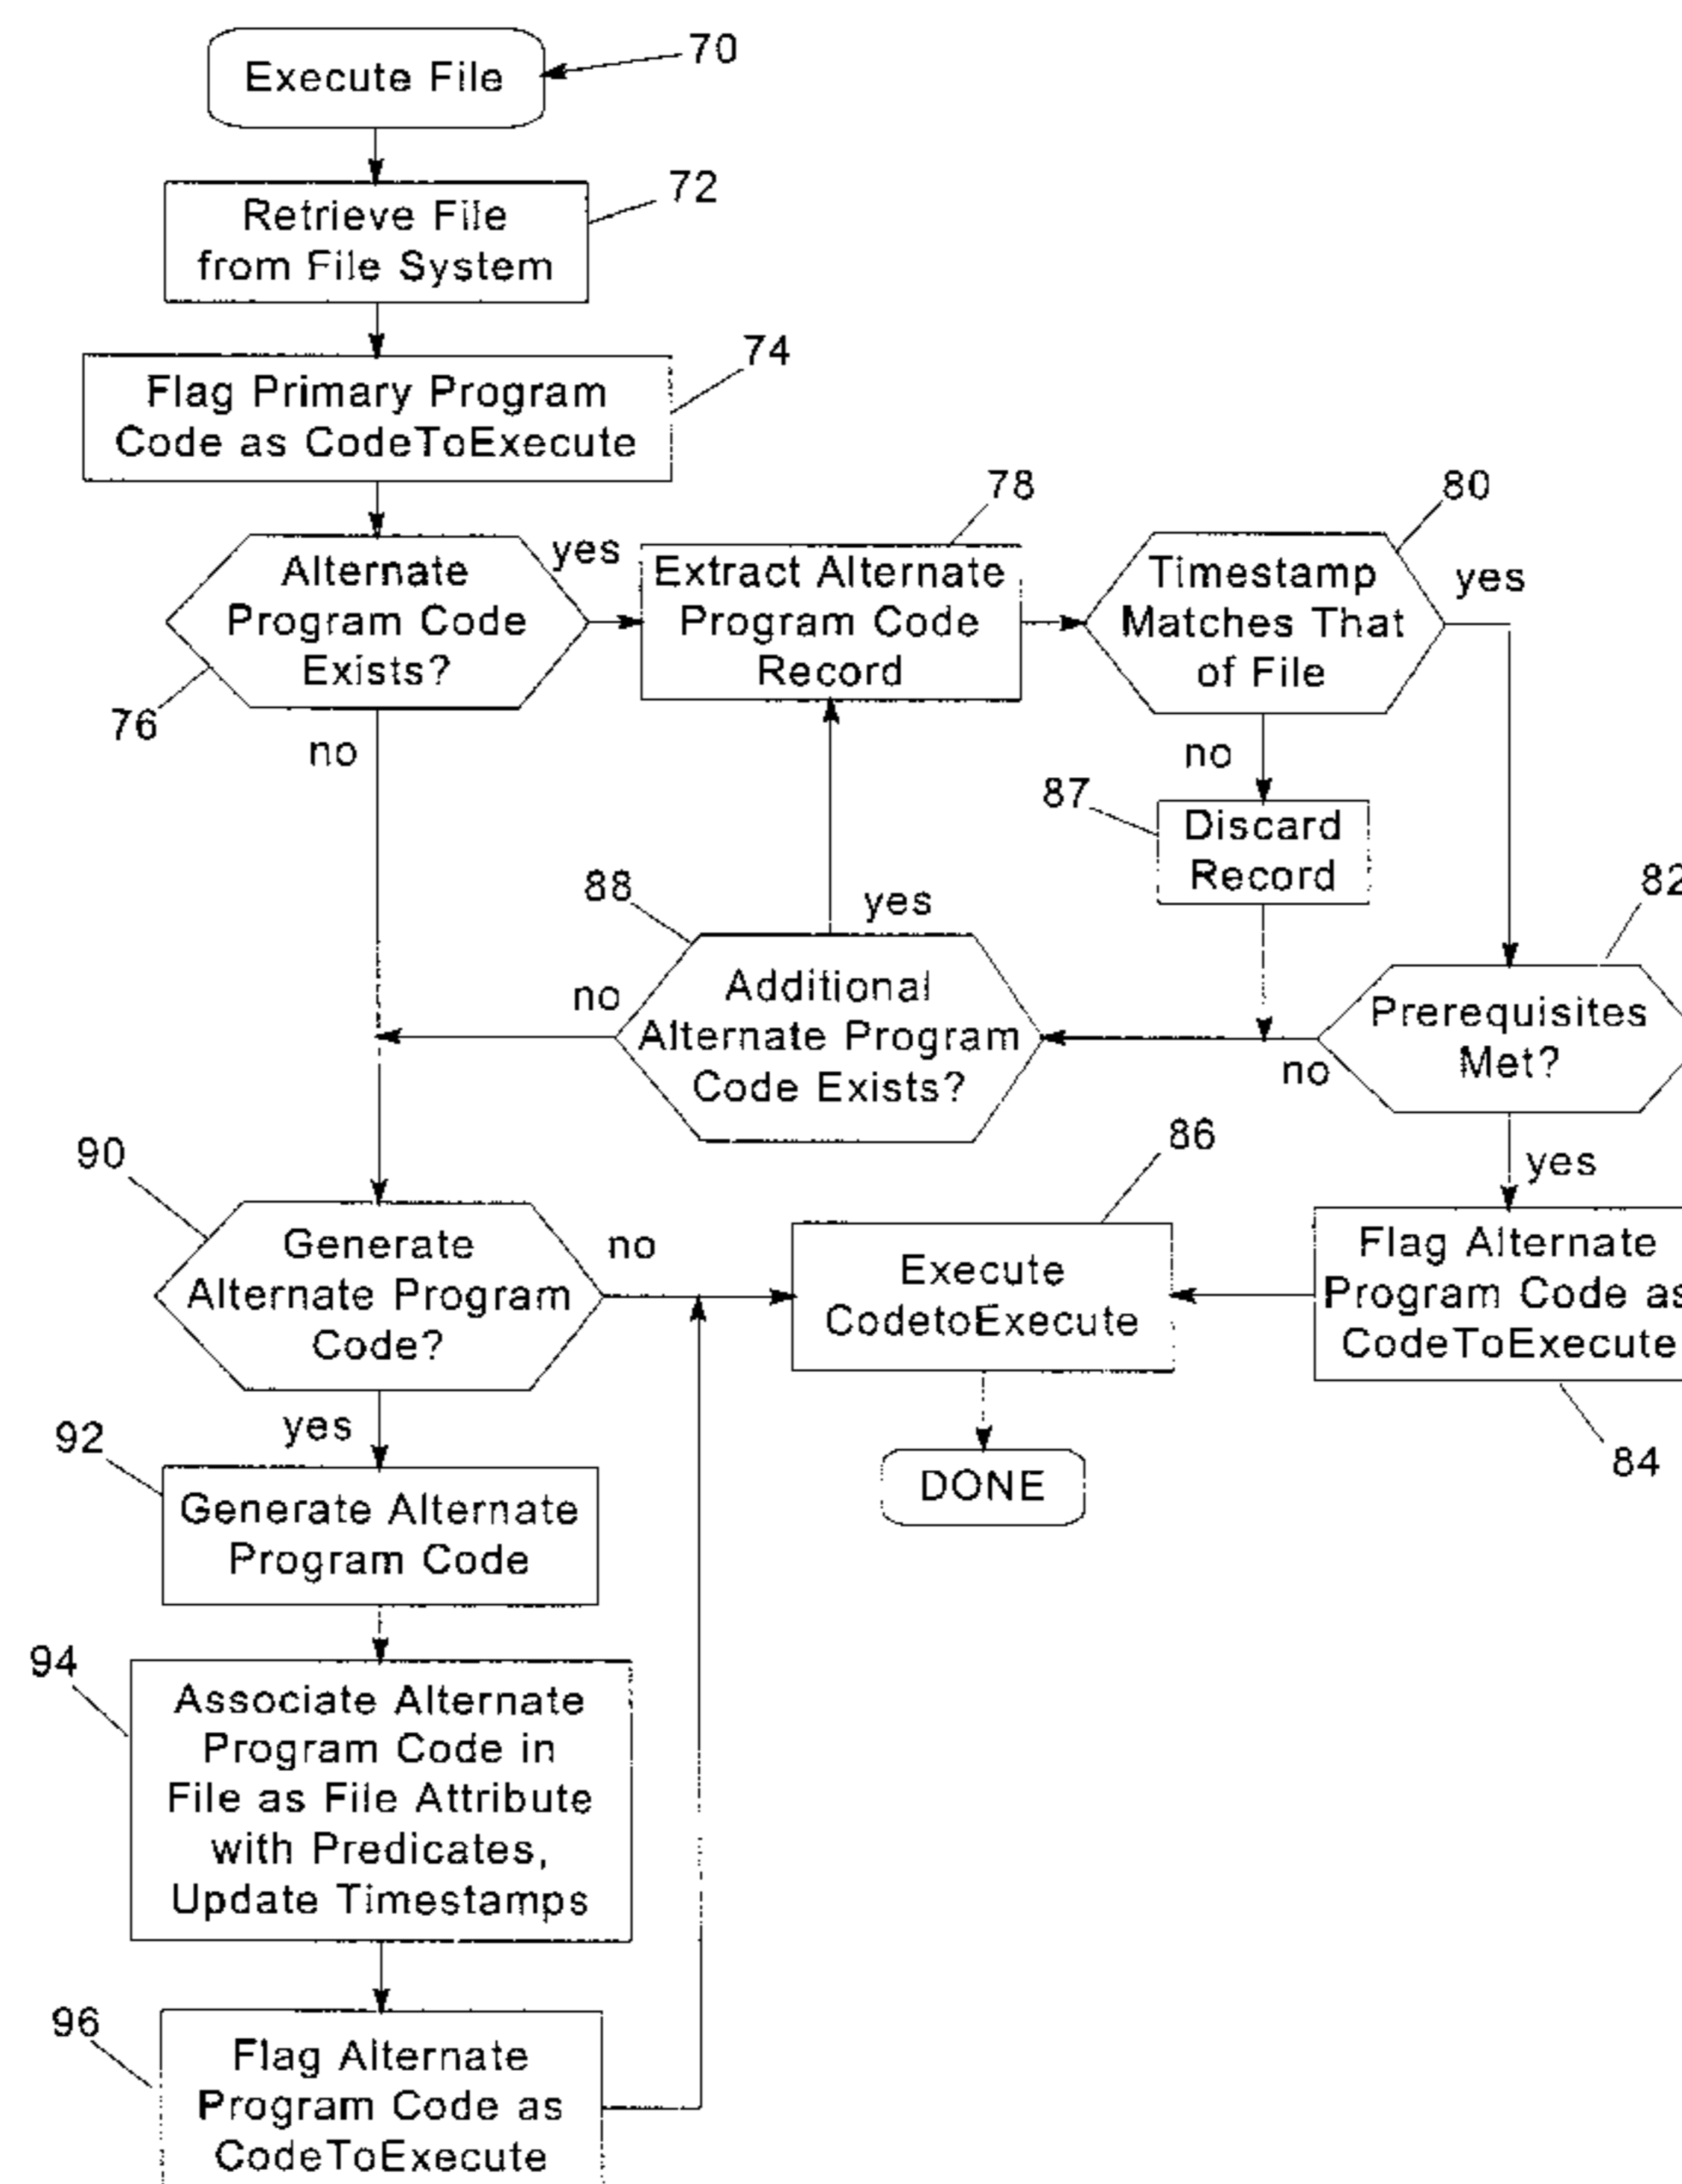 70
Execute File
72
Retrieve File
from File System
74
Flag Primary Program
Code as CodeToExecute
76
Alternate
Program Code
Exists?
yes
no
78
Extract Alternate
Program Code
Record
80
Timestamp
Matches That
of File
yes
no
87
Discard
Record
82
Prerequisites
Met?
no
yes
88
Additional
Alternate Program
Code Exists?
yes
no
84
Flag Alternate
Program Code as
CodeToExecute
86
Execute
CodetoExecute
DONE
90
Generate
Alternate Program
Code?
no
yes
92
Generate Alternate
Program Code
94
Associate Alternate
Program Code in
File as File Attribute
with Predicates,
Update Timestamps
96
Flag Alternate
Program Code as
CodeToExecute